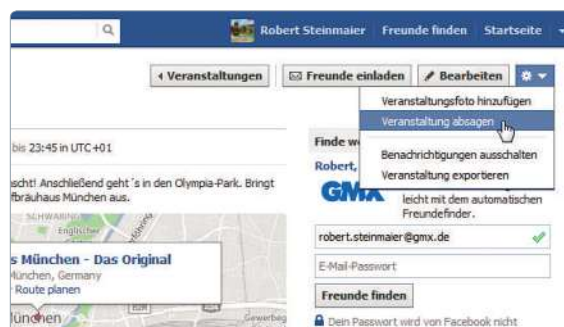 Robert Steinmaier Freunde finden Startseite
Veranstaltungen Freunde einladen Bearbeiten
Veranstaltungsfoto hinzufügen
Veranstaltung absagen
Benachrichtigungen ausschalten
Veranstaltung exportieren
bis 23:45 in UTC+01
Anschließend geht´s in den Olympia-Park. Bringt
fbräuhaus München aus.
SCHWABING
Englischer
s München - Das Original
München, Germany
Route planen
München
Finde
Robert,
GMX
leicht mit dem automatischen
Freundefinder.
robert.steinmaier@gmx.de
E-Mail-Passwort
Freunde finden
Dein Passwort wird von Facebook nicht